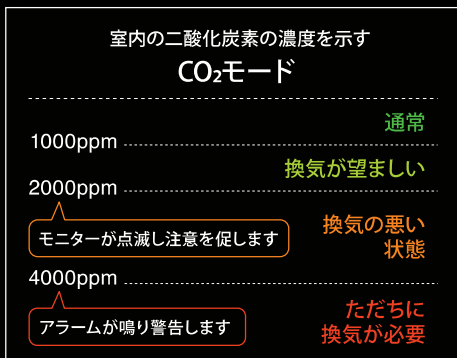 室内の二酸化炭素の濃度を示す
CO₂モード
通常
1000ppm
換気が望ましい
2000ppm
モニターが点滅し注意を促します
換気の悪い
状態
4000ppm
アラームが鳴り警告します
ただちに
換気が必要